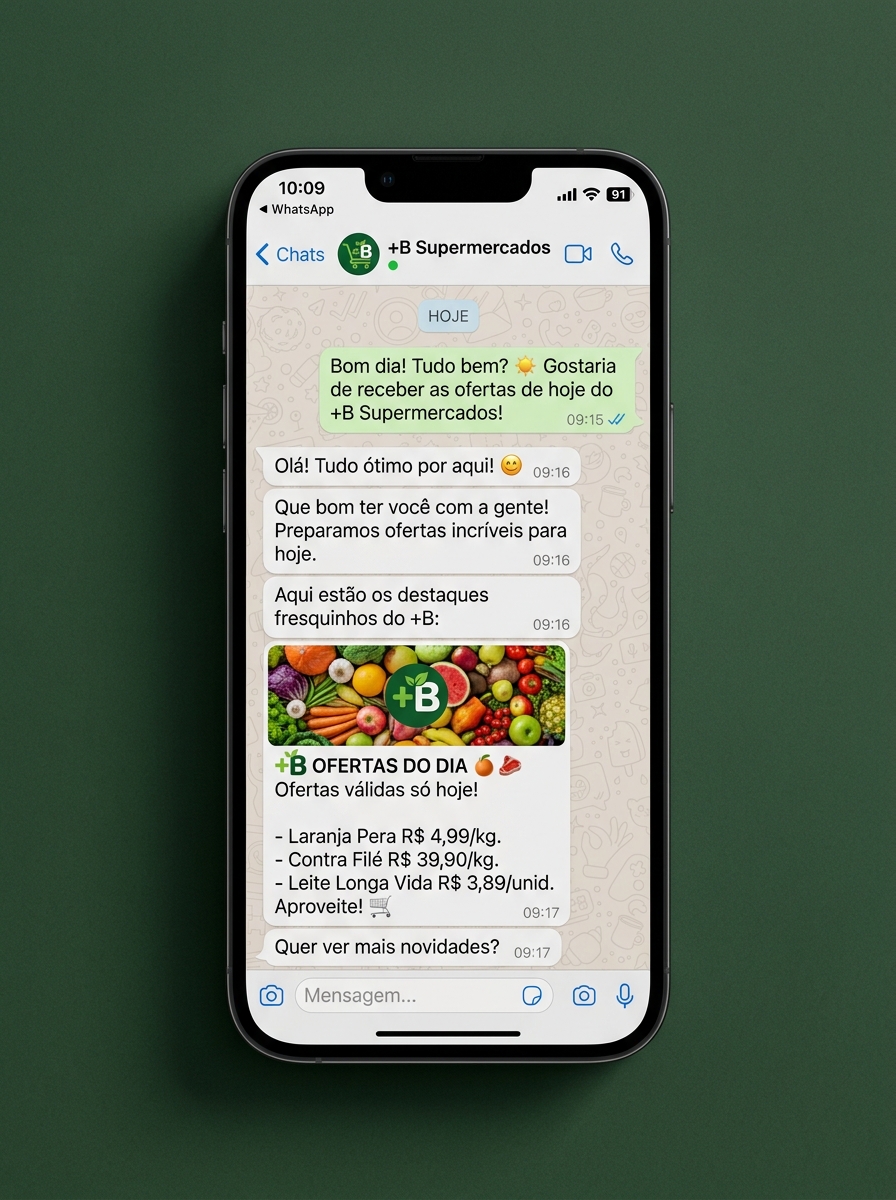 10:09
91
◀ WhatsApp
Chats
+B
+B Supermercados
HOJE
Bom dia! Tudo bem? ☀️ Gostaria
de receber as ofertas de hoje do
+B Supermercados!
09:15
Olá! Tudo ótimo por aqui! 😊 09:16
Que bom ter você com a gente!
Preparamos ofertas incríveis para
hoje.
09:16
Aqui estão os destaques
fresquinhos do +B:
09:16
+B
+B OFERTAS DO DIA 🍊 🥩
Ofertas válidas só hoje!
- Laranja Pera R$ 4,99/kg.
- Contra Filé R$ 39,90/kg.
- Leite Longa Vida R$ 3,89/unid.
Aproveite! 🛒
09:17
Quer ver mais novidades? 09:17
Mensagem...